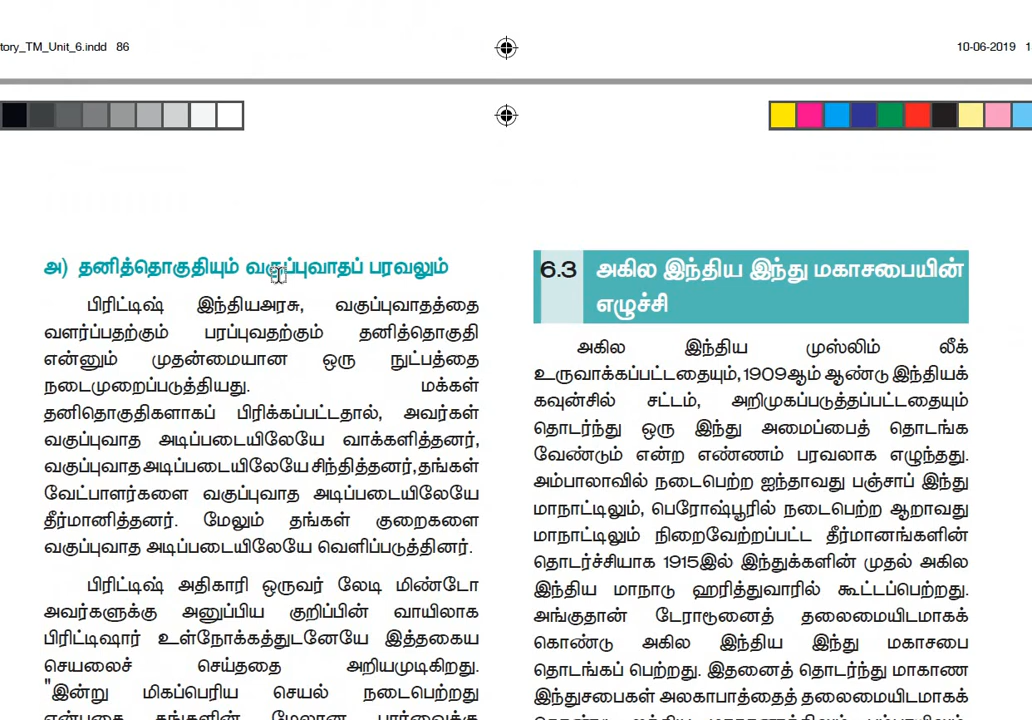 tory_TM_Unit_6.indd 86
10-06-2019
அ) தனித்தொகுதியும் வகுப்புவாதப் பரவலும்
பிரிட்டிஷ் இந்தியஅரசு, வகுப்புவாதத்தை
வளர்ப்பதற்கும் பரப்புவதற்கும் தனித்தொகுதி
என்னும் முதன்மையான ஒரு நுட்பத்தை
நடைமுறைப்படுத்தியது. மக்கள்
தனிதொகுதிகளாகப் பிரிக்கப்பட்டதால், அவர்கள்
வகுப்புவாத அடிப்படையிலேயே வாக்களித்தனர்,
வகுப்புவாத அடிப்படையிலேயே சிந்தித்தனர், தங்கள்
வேட்பாளர்களை வகுப்புவாத அடிப்படையிலேயே
தீர்மானித்தனர். மேலும் தங்கள் குறைகளை
வகுப்புவாத அடிப்படையிலேயே வெளிப்படுத்தினர்.
பிரிட்டிஷ் அதிகாரி ஒருவர் லேடி மிண்டோ
அவர்களுக்கு அனுப்பிய குறிப்பின் வாயிலாக
பிரிட்டிஷார் உள்நோக்கத்துடனேயே இத்தகைய
செயலைச் செய்ததை அறியமுடிகிறது.
"இன்று மிகப்பெரிய செயல் நடைபெற்றது
என்பதை தங்களின் மேலான பார்வைக்கு
6.3 அகில இந்திய இந்து மகாசபையின்
எழுச்சி
அகில இந்திய முஸ்லிம் லீக்
உருவாக்கப்பட்டதையும், 1909ஆம் ஆண்டு இந்தியக்
கவுன்சில் சட்டம், அறிமுகப்படுத்தப்பட்டதையும்
தொடர்ந்து ஒரு இந்து அமைப்பைத் தொடங்க
வேண்டும் என்ற எண்ணம் பரவலாக எழுந்தது.
அம்பாலாவில் நடைபெற்ற ஐந்தாவது பஞ்சாப் இந்து
மாநாட்டிலும், பெரோஷ்பூரில் நடைபெற்ற ஆறாவது
மாநாட்டிலும் நிறைவேற்றப்பட்ட தீர்மானங்களின்
தொடர்ச்சியாக 1915இல் இந்துக்களின் முதல் அகில
இந்திய மாநாடு ஹரித்துவாரில் கூட்டப்பெற்றது.
அங்குதான் டேராடூனைத் தலைமையிடமாகக்
கொண்டு அகில இந்திய இந்து மகாசபை
தொடங்கப் பெற்றது. இதனைத் தொடர்ந்து மாகாண
இந்துசபைகள் அலகாபாத்தைத் தலைமையிடமாகக்